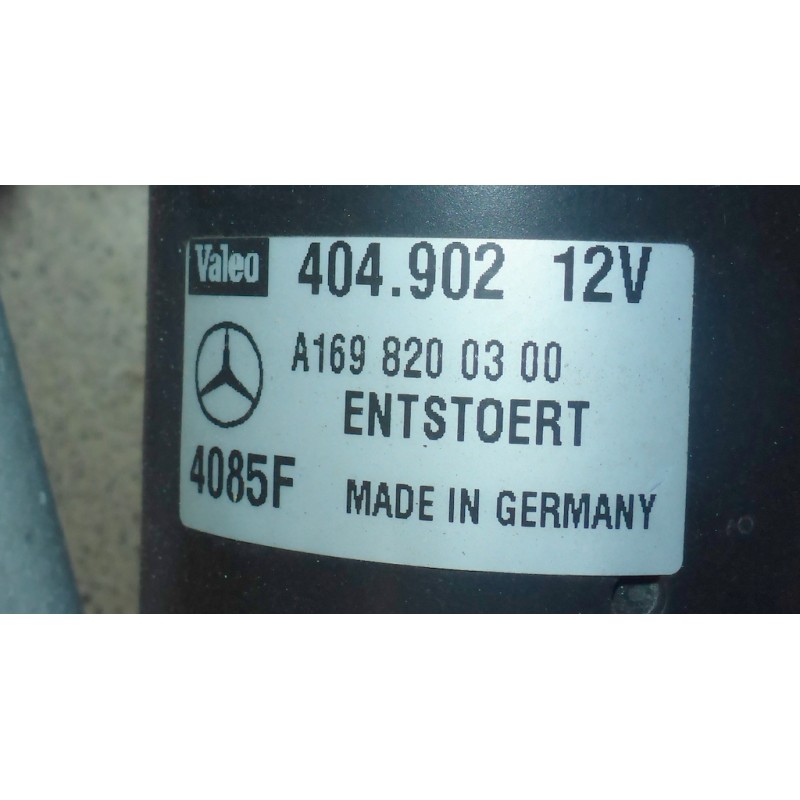 Valeo 404.902 12V
A169 820 03 00
ENTSTOERT
4085F MADE IN GERMANY